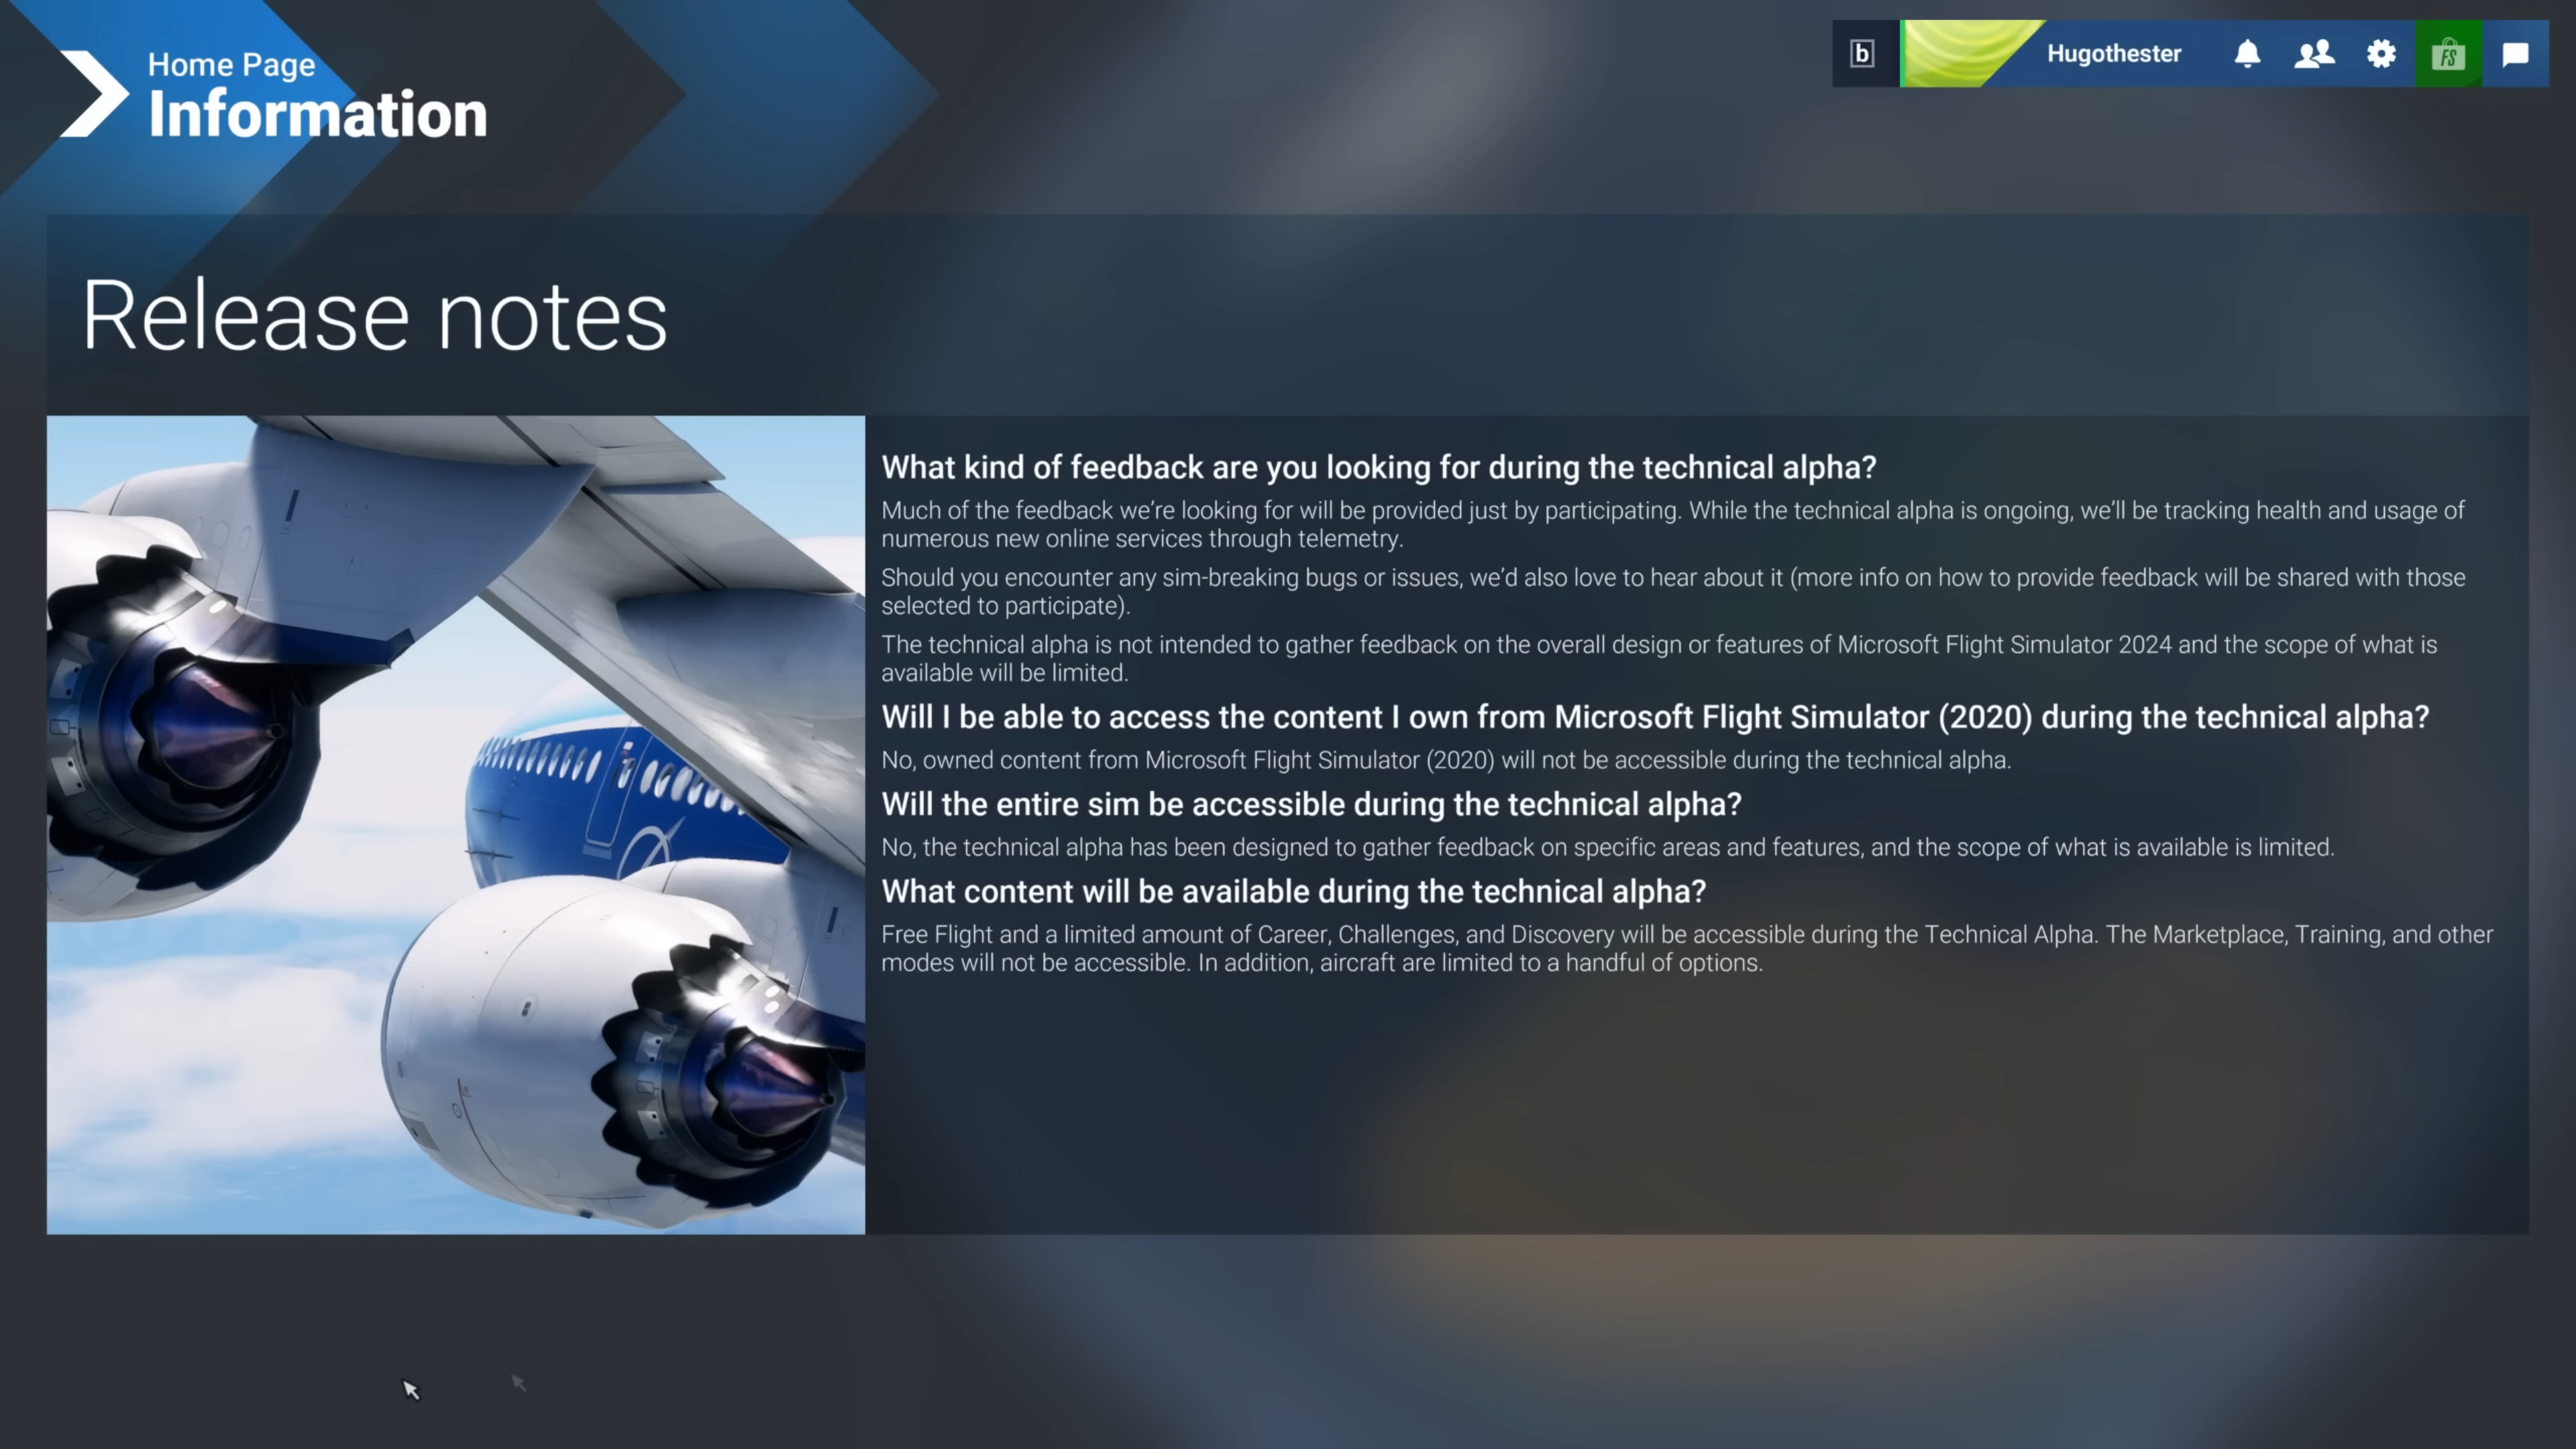 Home Page
Information
b
Hugothester
FS
Release notes
What kind of feedback are you looking for during the technical alpha?
Much of the feedback we're looking for will be provided just by participating. While the technical alpha is ongoing, we'll be tracking health and usage of
numerous new online services through telemetry.
Should you encounter any sim-breaking bugs or issues, we'd also love to hear about it (more info on how to provide feedback will be shared with those
selected to participate).
The technical alpha is not intended to gather feedback on the overall design or features of Microsoft Flight Simulator 2024 and the scope of what is
available will be limited.
Will I be able to access the content I own from Microsoft Flight Simulator (2020) during the technical alpha?
No, owned content from Microsoft Flight Simulator (2020) will not be accessible during the technical alpha.
Will the entire sim be accessible during the technical alpha?
No, the technical alpha has been designed to gather feedback on specific areas and features, and the scope of what is available is limited.
What content will be available during the technical alpha?
Free Flight and a limited amount of Career, Challenges, and Discovery will be accessible during the Technical Alpha. The Marketplace, Training, and other
modes will not be accessible. In addition, aircraft are limited to a handful of options.